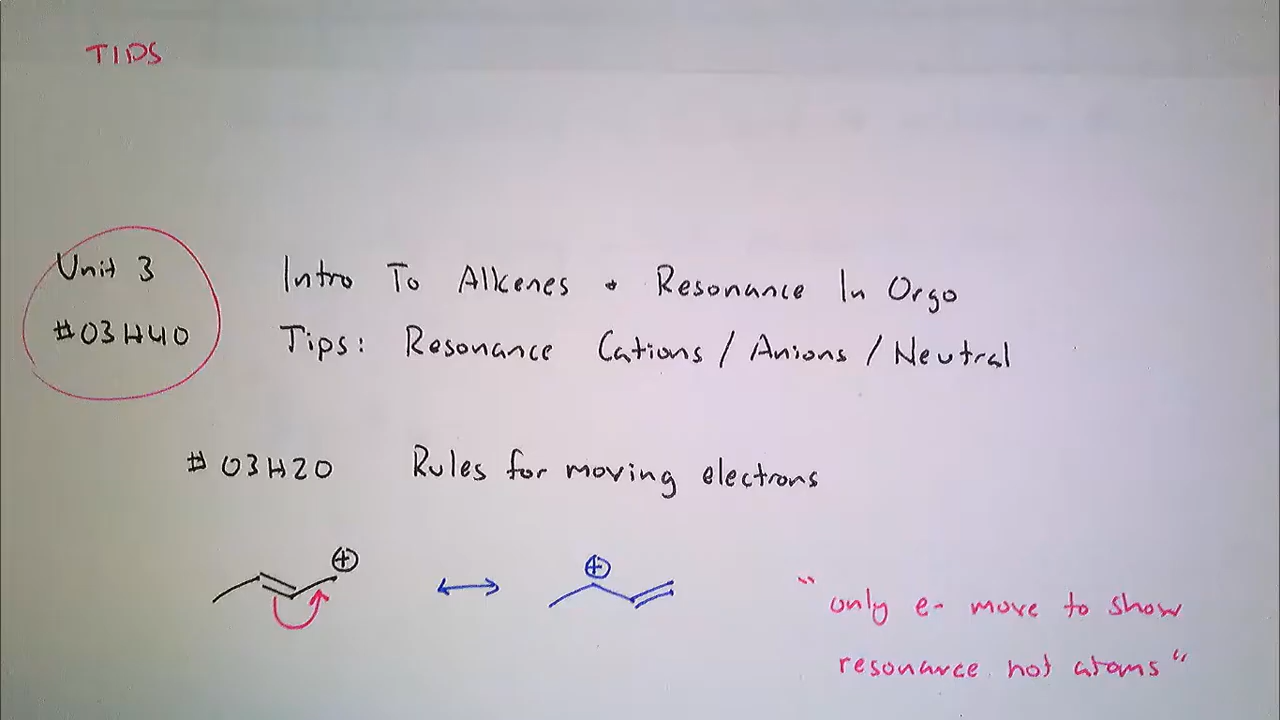 TIPS
Unit 3
#03H40
Intro To Alkenes + Resonance In Orgo
Tips: Resonance Cations / Anions / Neutral
#03H20 Rules for moving electrons
⊕ ↔ ⊕
"only e- move to show
resonance not atoms"